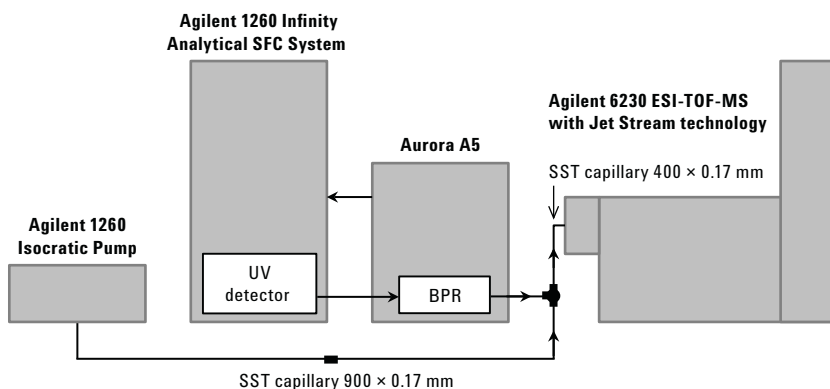 Agilent 1260 Infinity
Analytical SFC System
Agilent 6230 ESI-TOF-MS
with Jet Stream technology
Aurora A5
SST capillary 400 × 0.17 mm
Agilent 1260
Isocratic Pump
UV
detector
BPR
SST capillary 900 × 0.17 mm